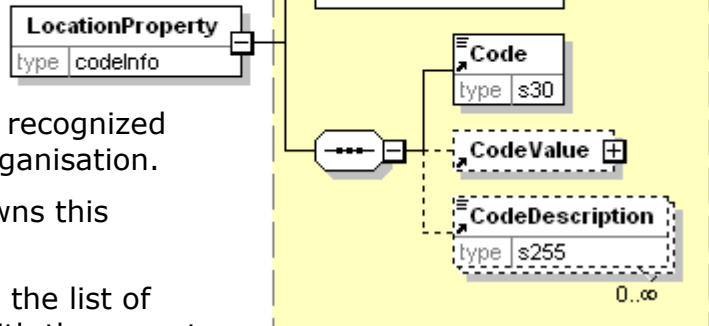 LocationProperty
type codeInfo
Code
type s30
recognized
ganisation.
CodeValue
wns this
CodeDescription
type s255
the list of
0..∞